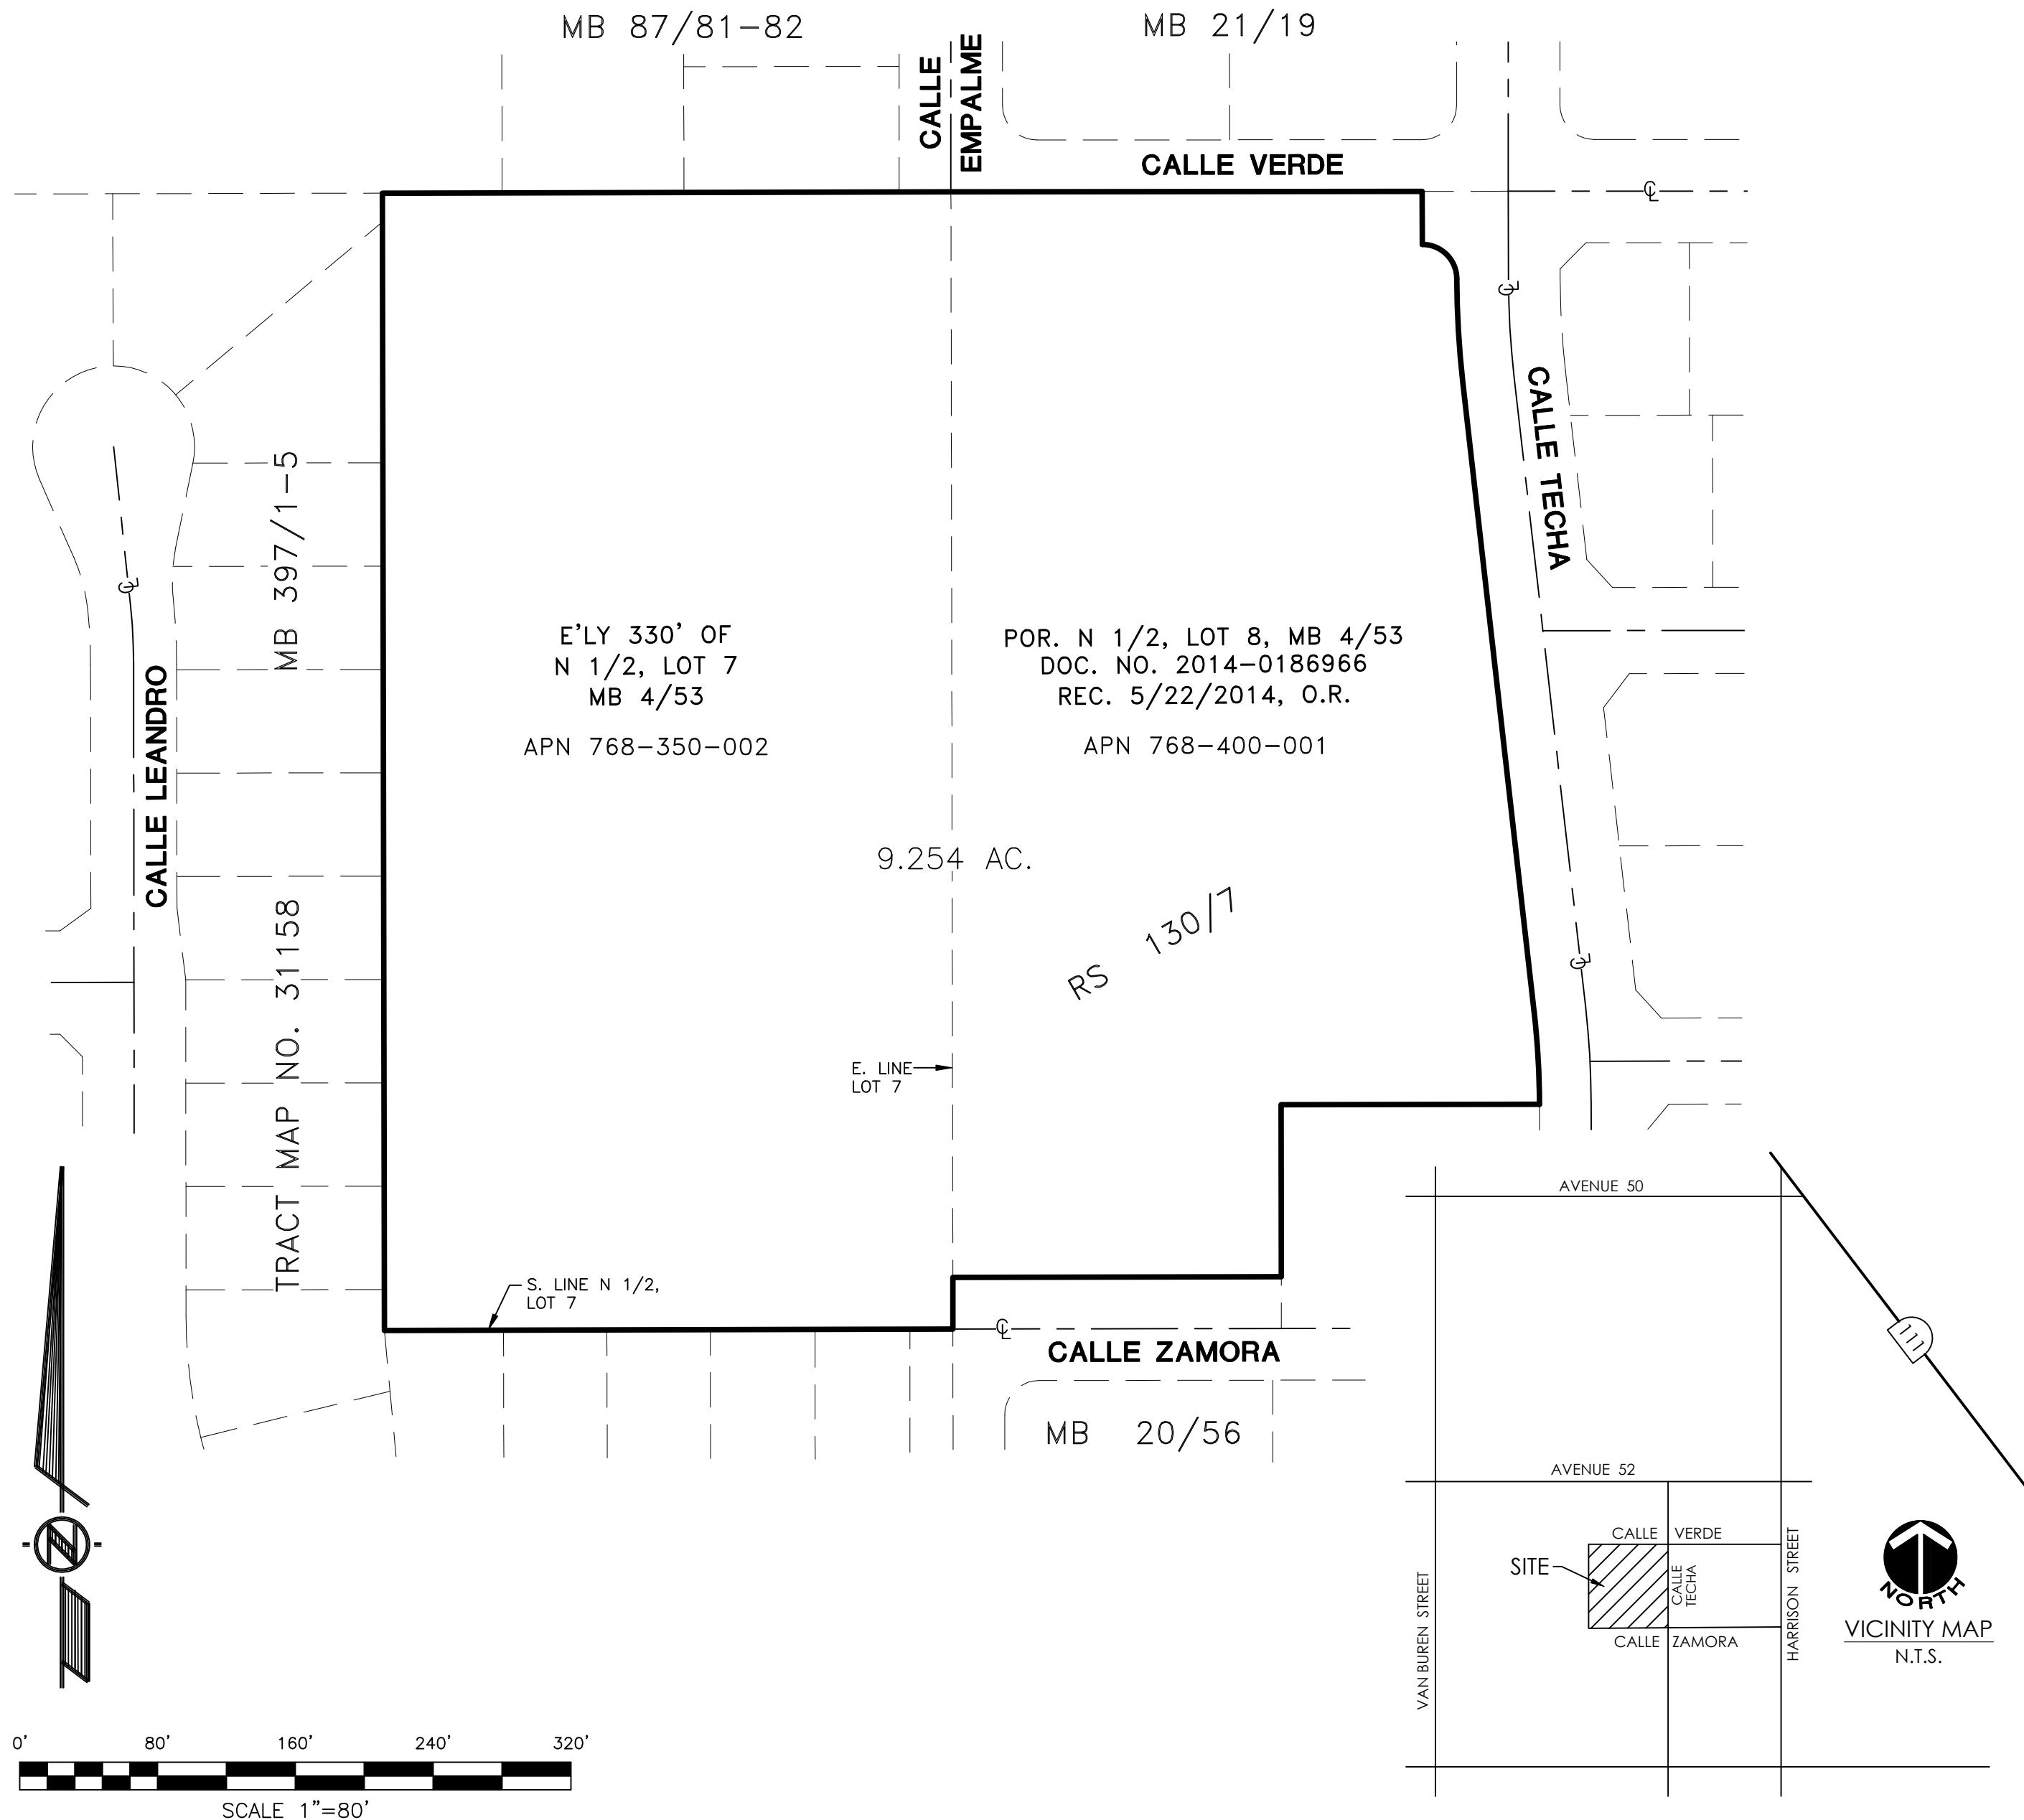 MB 87/81-82
MB 21/19
CALLE
EMPALME
CALLE VERDE
℄
℄
CALLE TECHA
MB 397/1-5
℄
CALLE LEANDRO
E'LY 330' OF
N 1/2, LOT 7
MB 4/53
APN 768-350-002
POR. N 1/2, LOT 8, MB 4/53
DOC. NO. 2014-0186966
REC. 5/22/2014, O.R.
APN 768-400-001
9.254 AC.
RS 130/7
℄
TRACT MAP NO. 31158
E. LINE
LOT 7
S. LINE N 1/2,
LOT 7
℄
CALLE ZAMORA
MB 20/56
AVENUE 50
111
AVENUE 52
CALLE VERDE
SITE
CALLE
TECHA
CALLE ZAMORA
VAN BUREN STREET
HARRISON STREET
NORTH
VICINITY MAP
N.T.S.
N
0' 80' 160' 240' 320'
SCALE 1"=80'